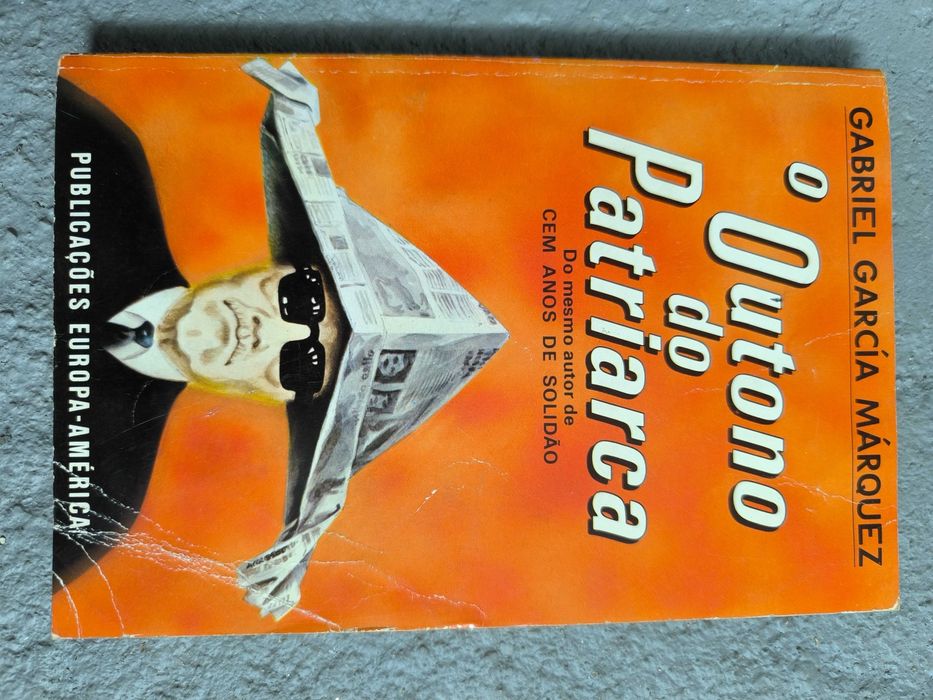 GABRIEL GARCÍA MÁRQUEZ
O Outono
do
Patriarca
Do mesmo autor de
CEM ANOS DE SOLIDÃO
PUBLICAÇÕES EUROPA-AMÉRICA